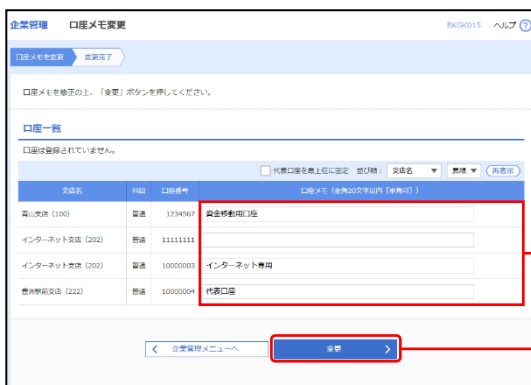 企業管理 口座メモ変更 BKGK015 ヘルプ ?
口座メモを変更 変更完了
口座メモを修正の上、「変更」ボタンを押してください。
口座一覧
口座は登録されていません。
代表口座を最上位に固定 並び順： 支店名 ▼ 昇順 ▼ 再表示
支店名 科目 口座番号 口座メモ（全角20文字以内［半角可］）
青山支店（100） 普通 1234567 資金移動用口座
インターネット支店（202） 普通 11111111
インターネット支店（202） 普通 10000003 インターネット専用
豊洲駅前支店（222） 普通 10000004 代表口座
企業管理メニューへ 変更